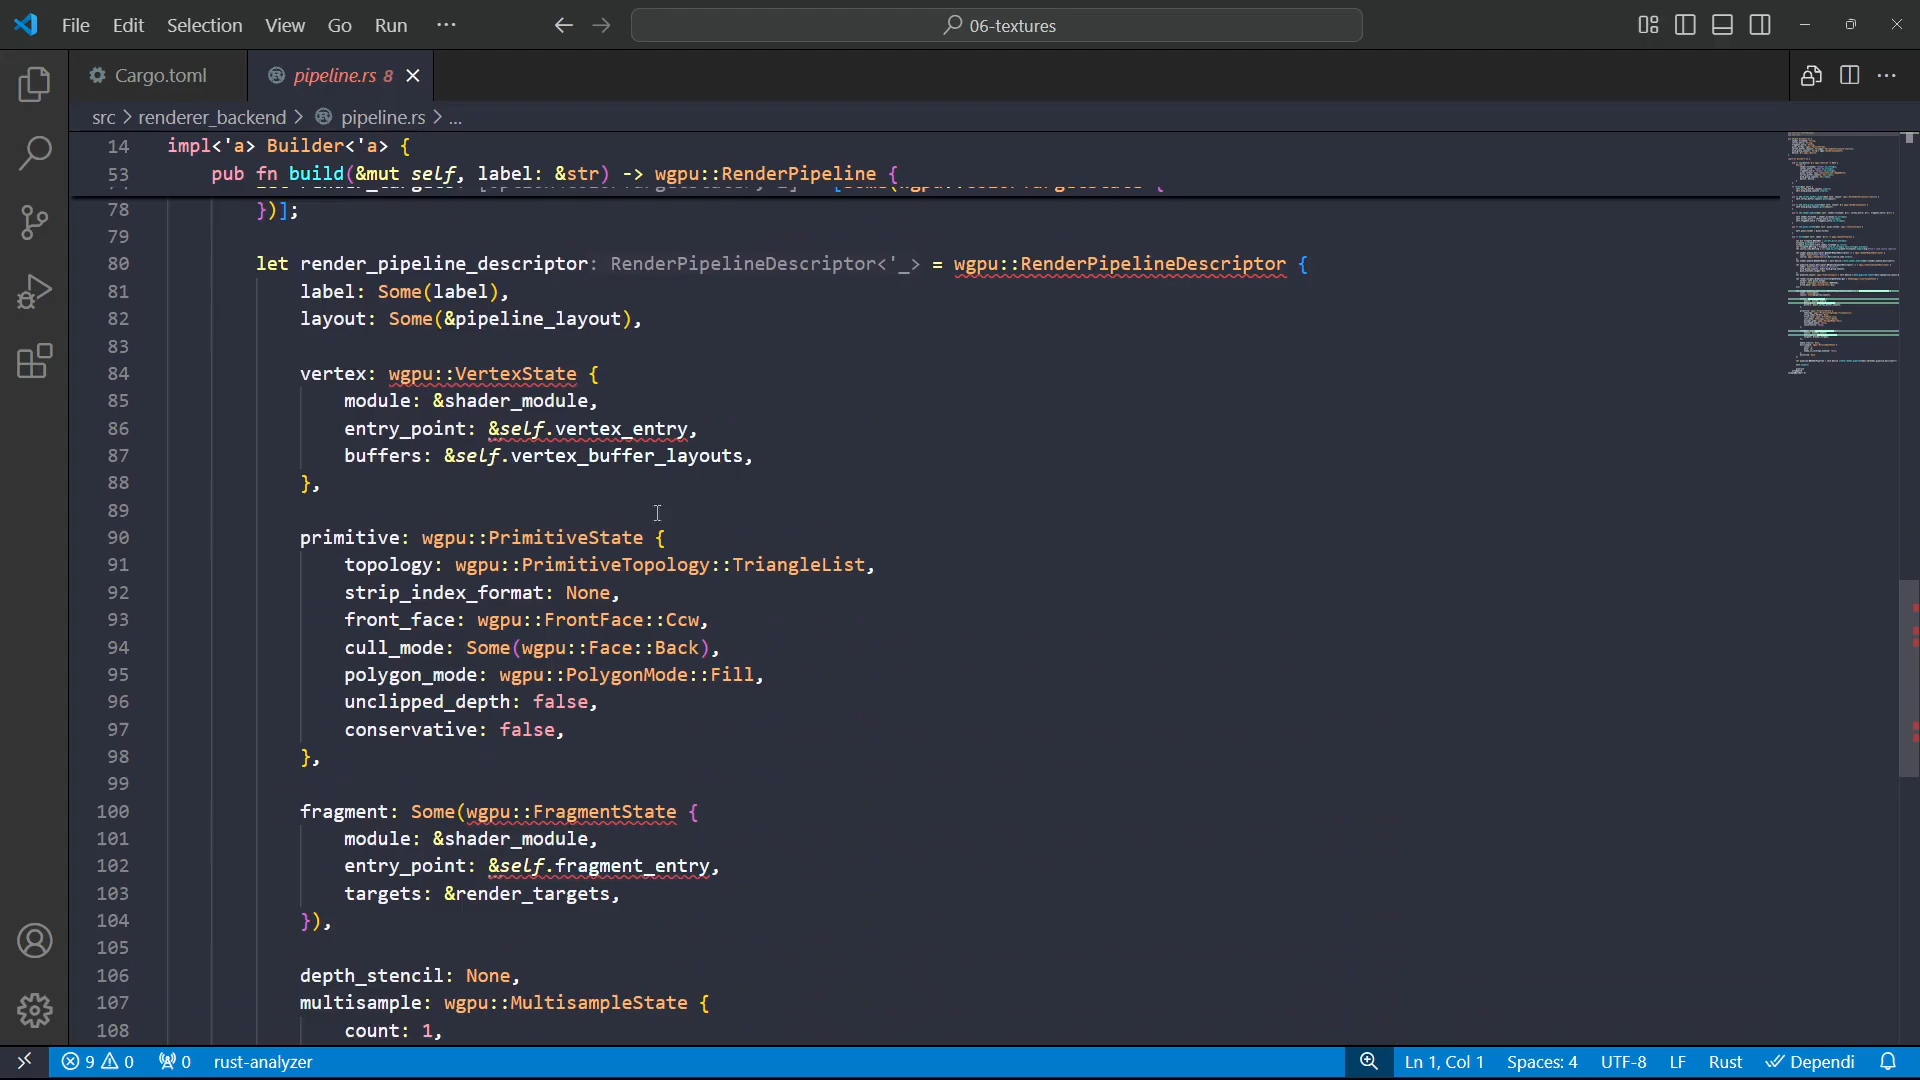 File Edit Selection View Go Run ··· 06-textures
Cargo.toml pipeline.rs 8
src > renderer_backend > pipeline.rs > ...
14 impl<'a> Builder<'a> {
53 pub fn build(&mut self, label: &str) -> wgpu::RenderPipeline {
78 })];
79
80 let render_pipeline_descriptor: RenderPipelineDescriptor<'_> = wgpu::RenderPipelineDescriptor {
81 label: Some(label),
82 layout: Some(&pipeline_layout),
83
84 vertex: wgpu::VertexState {
85 module: &shader_module,
86 entry_point: &self.vertex_entry,
87 buffers: &self.vertex_buffer_layouts,
88 },
89
90 primitive: wgpu::PrimitiveState {
91 topology: wgpu::PrimitiveTopology::TriangleList,
92 strip_index_format: None,
93 front_face: wgpu::FrontFace::Ccw,
94 cull_mode: Some(wgpu::Face::Back),
95 polygon_mode: wgpu::PolygonMode::Fill,
96 unclipped_depth: false,
97 conservative: false,
98 },
99
100 fragment: Some(wgpu::FragmentState {
101 module: &shader_module,
102 entry_point: &self.fragment_entry,
103 targets: &render_targets,
104 }),
105
106 depth_stencil: None,
107 multisample: wgpu::MultisampleState {
108 count: 1,
9 0 0 rust-analyzer Ln 1, Col 1 Spaces: 4 UTF-8 LF Rust Dependi